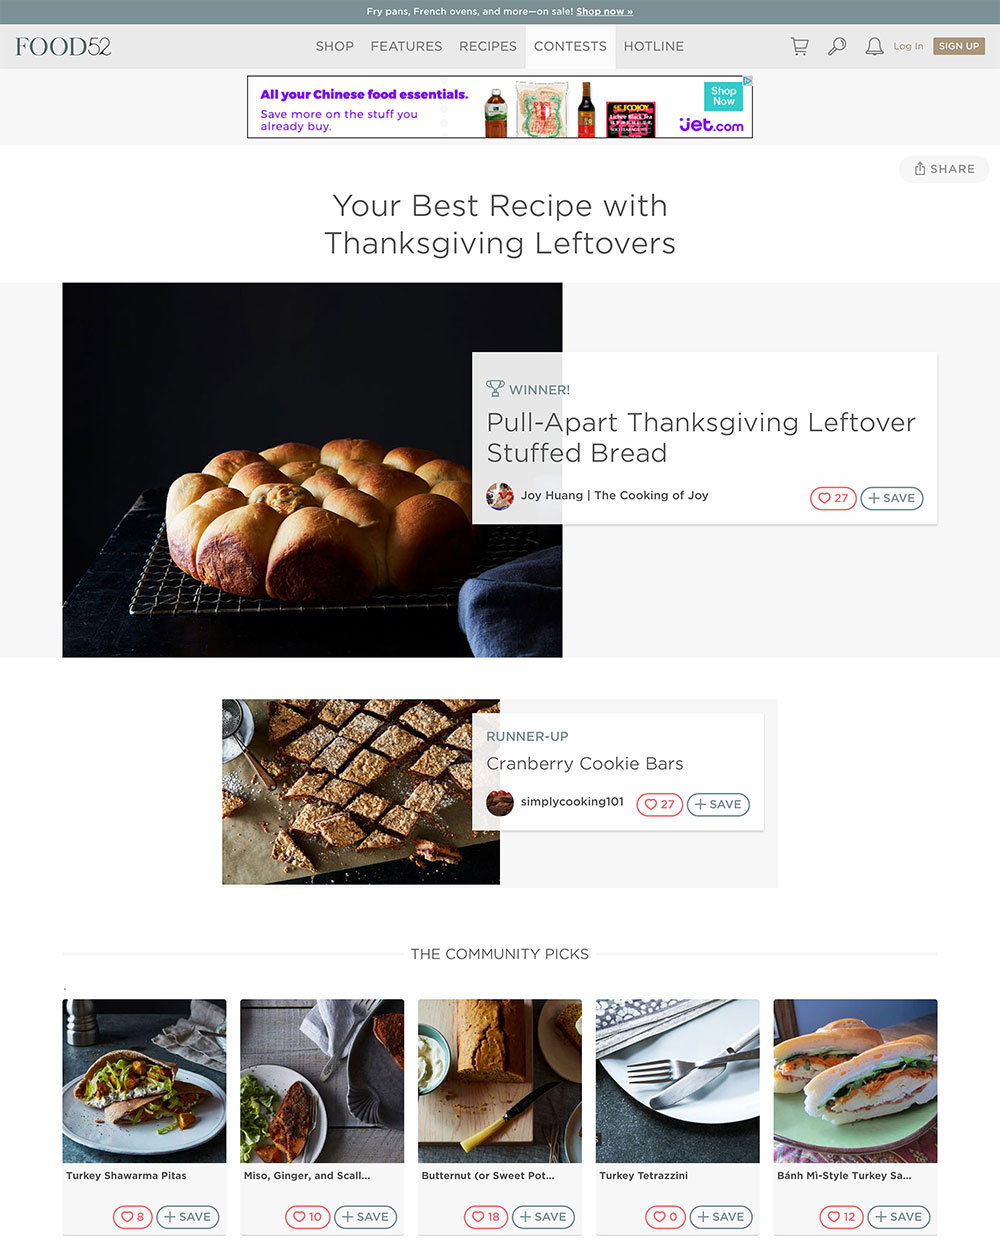 Fry pans, French ovens, and more—on sale! Shop now »
FOOD52
SHOP FEATURES RECIPES CONTESTS HOTLINE
Log In SIGN UP
All your Chinese food essentials.
Save more on the stuff you
already buy.
Shop
Now
jet.com
SHARE
Your Best Recipe with
Thanksgiving Leftovers
WINNER!
Pull-Apart Thanksgiving Leftover
Stuffed Bread
Joy Huang | The Cooking of Joy
27 + SAVE
RUNNER-UP
Cranberry Cookie Bars
simplycooking101
27 + SAVE
THE COMMUNITY PICKS
Turkey Shawarma Pitas
8 + SAVE
Miso, Ginger, and Scall...
10 + SAVE
Butternut (or Sweet Pot...
18 + SAVE
Turkey Tetrazzini
0 + SAVE
Bánh Mì-Style Turkey Sa...
12 + SAVE